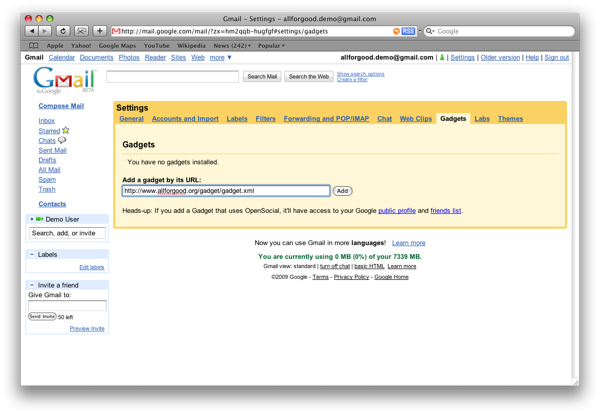 Gmail - Settings - allforgood.demo@gmail.com
http://mail.google.com/mail/?zx=hm2qqb-hugfgf#settings/gadgets RSS Google
Apple Yahoo! Google Maps YouTube Wikipedia News (242) Popular
Gmail Calendar Documents Photos Reader Sites Web more ▼ allforgood.demo@gmail.com | | Settings | Older version | Help | Sign out
Gmail
by Google BETA
Search Mail Search the Web Show search options
Create a filter
Compose Mail
Inbox
Starred
Chats
Sent Mail
Drafts
All Mail
Spam
Trash
Contacts
Demo User
Search, add, or invite
− Labels
Edit labels
− Invite a friend
Give Gmail to:
Send Invite 50 left
Preview Invite
Settings
General Accounts and Import Labels Filters Forwarding and POP/IMAP Chat Web Clips Gadgets Labs Themes
Gadgets
You have no gadgets installed.
Add a gadget by its URL:
http://www.allforgood.org/gadget/gadget.xml Add
Heads-up: If you add a Gadget that uses OpenSocial, it'll have access to your Google public profile and friends list.
Now you can use Gmail in more languages! Learn more
You are currently using 0 MB (0%) of your 7339 MB.
Gmail view: standard | turn off chat | basic HTML Learn more
©2009 Google - Terms - Privacy Policy - Google Home